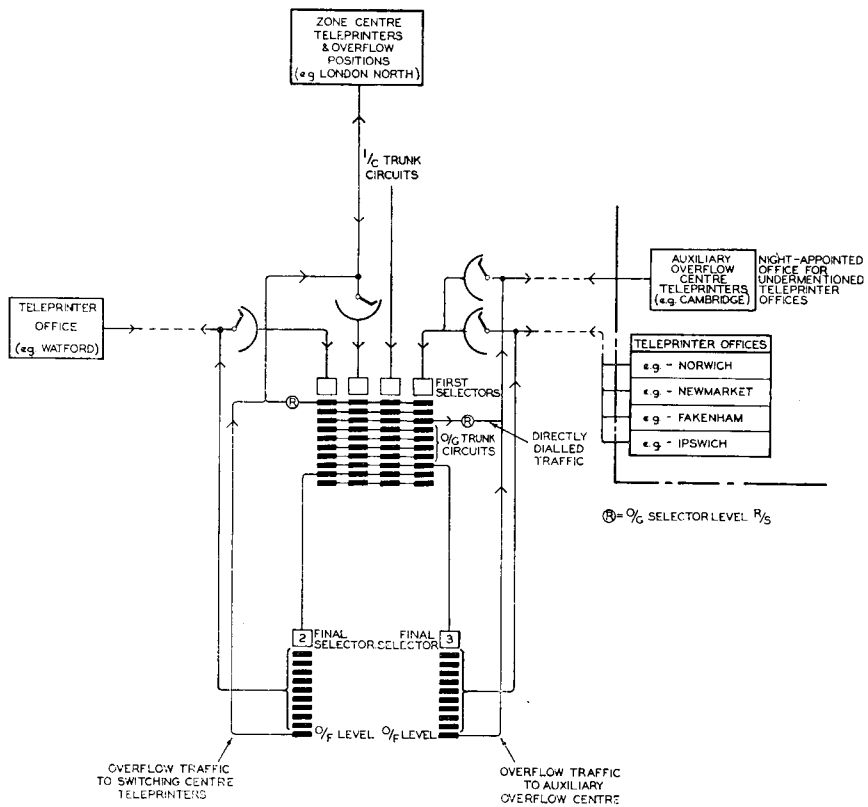 ZONE CENTRE
TELEPRINTERS
& OVERFLOW
POSITIONS
(e.g LONDON NORTH)
I/C TRUNK
CIRCUITS
AUXILIARY
OVERFLOW
CENTRE
TELEPRINTERS
(e.g. CAMBRIDGE)
NIGHT-APPOINTED
OFFICE FOR
UNDERMENTIONED
TELEPRINTER
OFFICES
TELEPRINTER
OFFICE
(eg. WATFORD)
TELEPRINTER OFFICES
e.g. - NORWICH
e.g. - NEWMARKET
e.g. - FAKENHAM
e.g. - IPSWICH
FIRST
SELECTORS
R
R
O/G TRUNK
CIRCUITS
DIRECTLY
DIALLED
TRAFFIC
R = O/G SELECTOR LEVEL R/S
2
FINAL
SELECTOR
FINAL
SELECTOR
3
O/F LEVEL
O/F LEVEL
OVERFLOW TRAFFIC
TO SWITCHING CENTRE
TELEPRINTERS
OVERFLOW TRAFFIC
TO AUXILIARY
OVERFLOW CENTRE